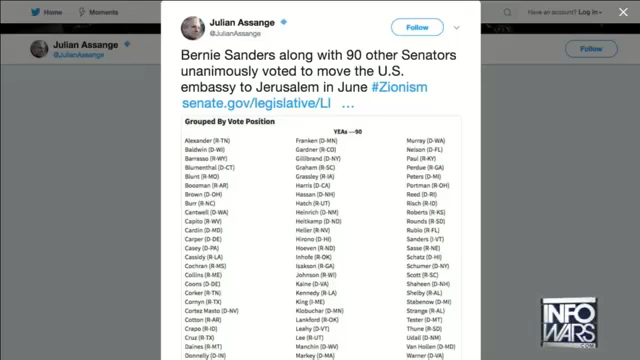 Home
Moments
Have an account? Log in
Julian Assange
@JulianAssange
Follow
Julian Assange
@JulianAssange
Follow
Bernie Sanders along with 90 other Senators
unanimously voted to move the U.S.
embassy to Jerusalem in June #Zionism
senate.gov/legislative/LI …
Grouped By Vote Position
YEAs ---90
Alexander (R-TN) Franken (D-MN) Murray (D-WA)
Baldwin (D-WI) Gardner (R-CO) Nelson (D-FL)
Barrasso (R-WY) Gillibrand (D-NY) Paul (R-KY)
Blumenthal (D-CT) Graham (R-SC) Perdue (R-GA)
Blunt (R-MO) Grassley (R-IA) Peters (D-MI)
Boozman (R-AR) Harris (D-CA) Portman (R-OH)
Brown (D-OH) Hassan (D-NH) Reed (D-RI)
Burr (R-NC) Hatch (R-UT) Risch (R-ID)
Cantwell (D-WA) Heinrich (D-NM) Roberts (R-KS)
Capito (R-WV) Heitkamp (D-ND) Rounds (R-SD)
Cardin (D-MD) Heller (R-NV) Rubio (R-FL)
Carper (D-DE) Hirono (D-HI) Sanders (I-VT)
Casey (D-PA) Hoeven (R-ND) Sasse (R-NE)
Cassidy (R-LA) Inhofe (R-OK) Schatz (D-HI)
Cochran (R-MS) Isakson (R-GA) Schumer (D-NY)
Collins (R-ME) Johnson (R-WI) Scott (R-SC)
Coons (D-DE) Kaine (D-VA) Shaheen (D-NH)
Corker (R-TN) Kennedy (R-LA) Shelby (R-AL)
Cornyn (R-TX) King (I-ME) Stabenow (D-MI)
Cortez Masto (D-NV) Klobuchar (D-MN) Strange (R-AL)
Cotton (R-AR) Lankford (R-OK) Tester (D-MT)
Crapo (R-ID) Leahy (D-VT) Thune (R-SD)
Cruz (R-TX) Lee (R-UT) Udall (D-NM)
Daines (R-MT) Manchin (D-WV) Van Hollen (D-MD)
Donnelly (D-IN) Markey (D-MA) Warner (D-VA)
INFO
WARS
.COM